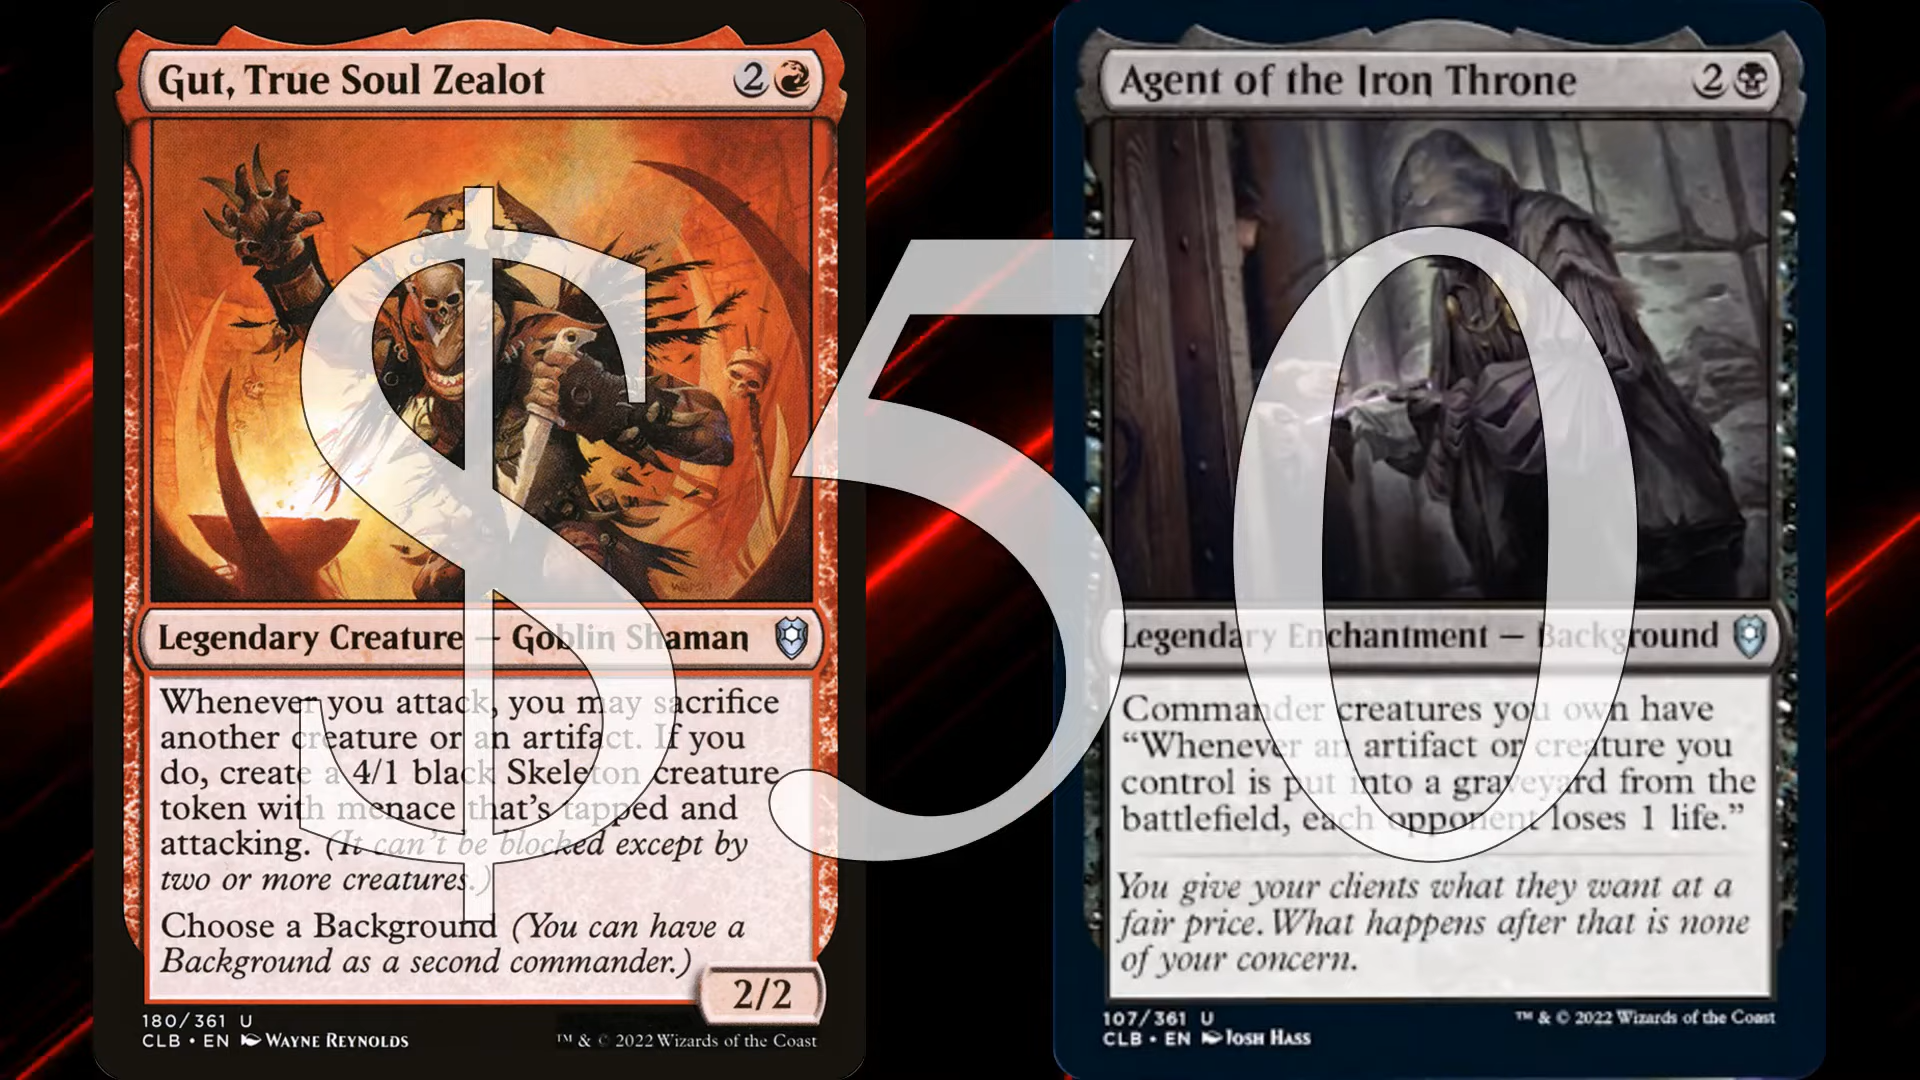 Gut, True Soul Zealot 2
Legendary Creature — Goblin Shaman
Whenever you attack, you may sacrifice
another creature or an artifact. If you
do, create a 4/1 black Skeleton creature
token with menace that's tapped and
attacking. (It can't be blocked except by
two or more creatures.)
Choose a Background (You can have a
Background as a second commander.)
2/2
180/361 U
CLB • EN WAYNE REYNOLDS
™ & © 2022 Wizards of the Coast
$50
Agent of the Iron Throne 2
Legendary Enchantment — Background
Commander creatures you own have
“Whenever an artifact or creature you
control is put into a graveyard from the
battlefield, each opponent loses 1 life.”
You give your clients what they want at a
fair price. What happens after that is none
of your concern.
107/361 U
CLB • EN JOSH HASS
™ & © 2022 Wizards of the Coast